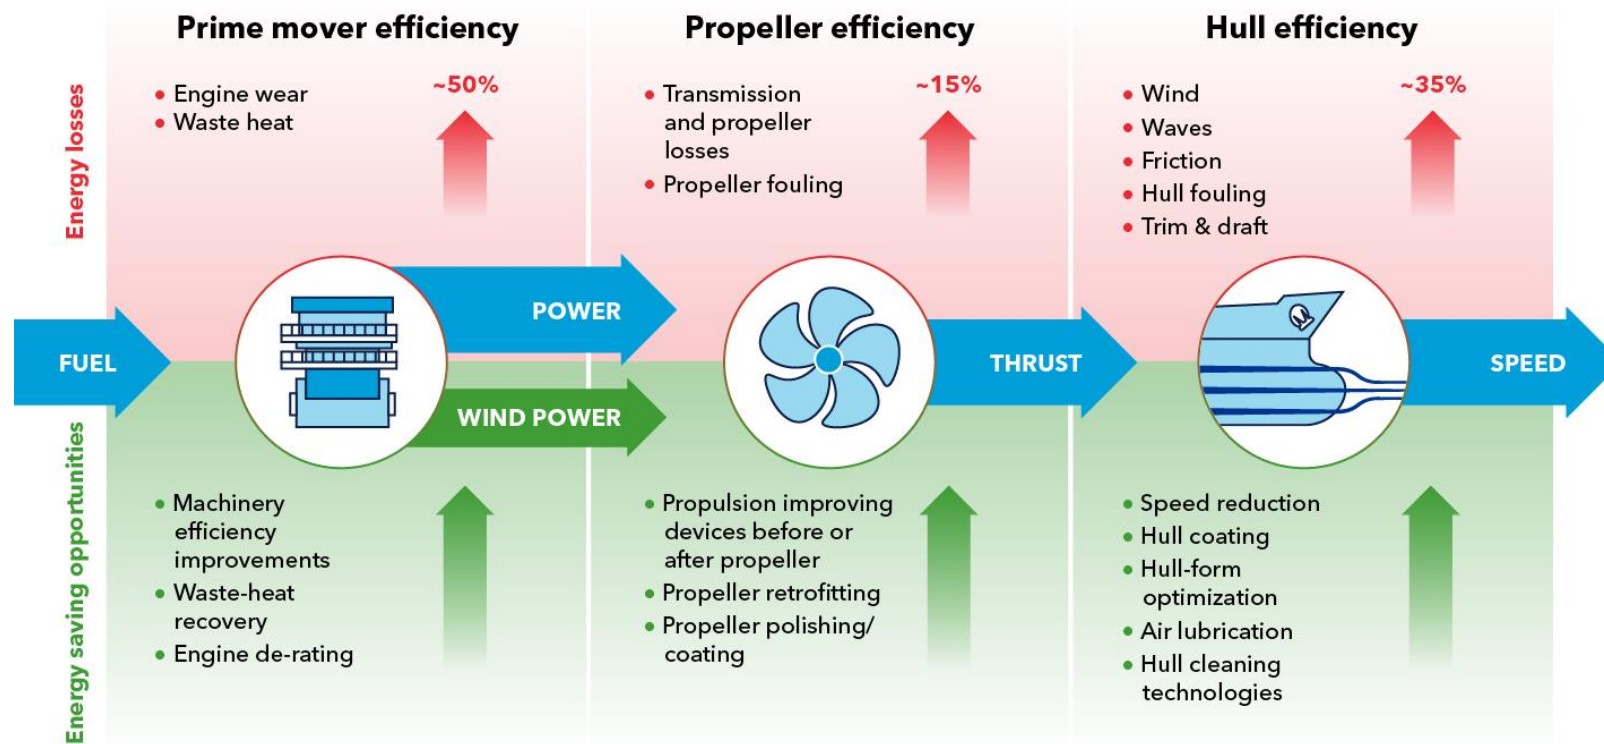 Prime mover efficiency
Propeller efficiency
Hull efficiency
Energy losses
• Engine wear
• Waste heat
~50%
• Transmission
and propeller
losses
• Propeller fouling
~15%
• Wind
• Waves
• Friction
• Hull fouling
• Trim & draft
~35%
FUEL
POWER
WIND POWER
THRUST
SPEED
Energy saving opportunities
• Machinery
efficiency
improvements
• Waste-heat
recovery
• Engine de-rating
• Propulsion improving
devices before or
after propeller
• Propeller retrofitting
• Propeller polishing/
coating
• Speed reduction
• Hull coating
• Hull-form
optimization
• Air lubrication
• Hull cleaning
technologies